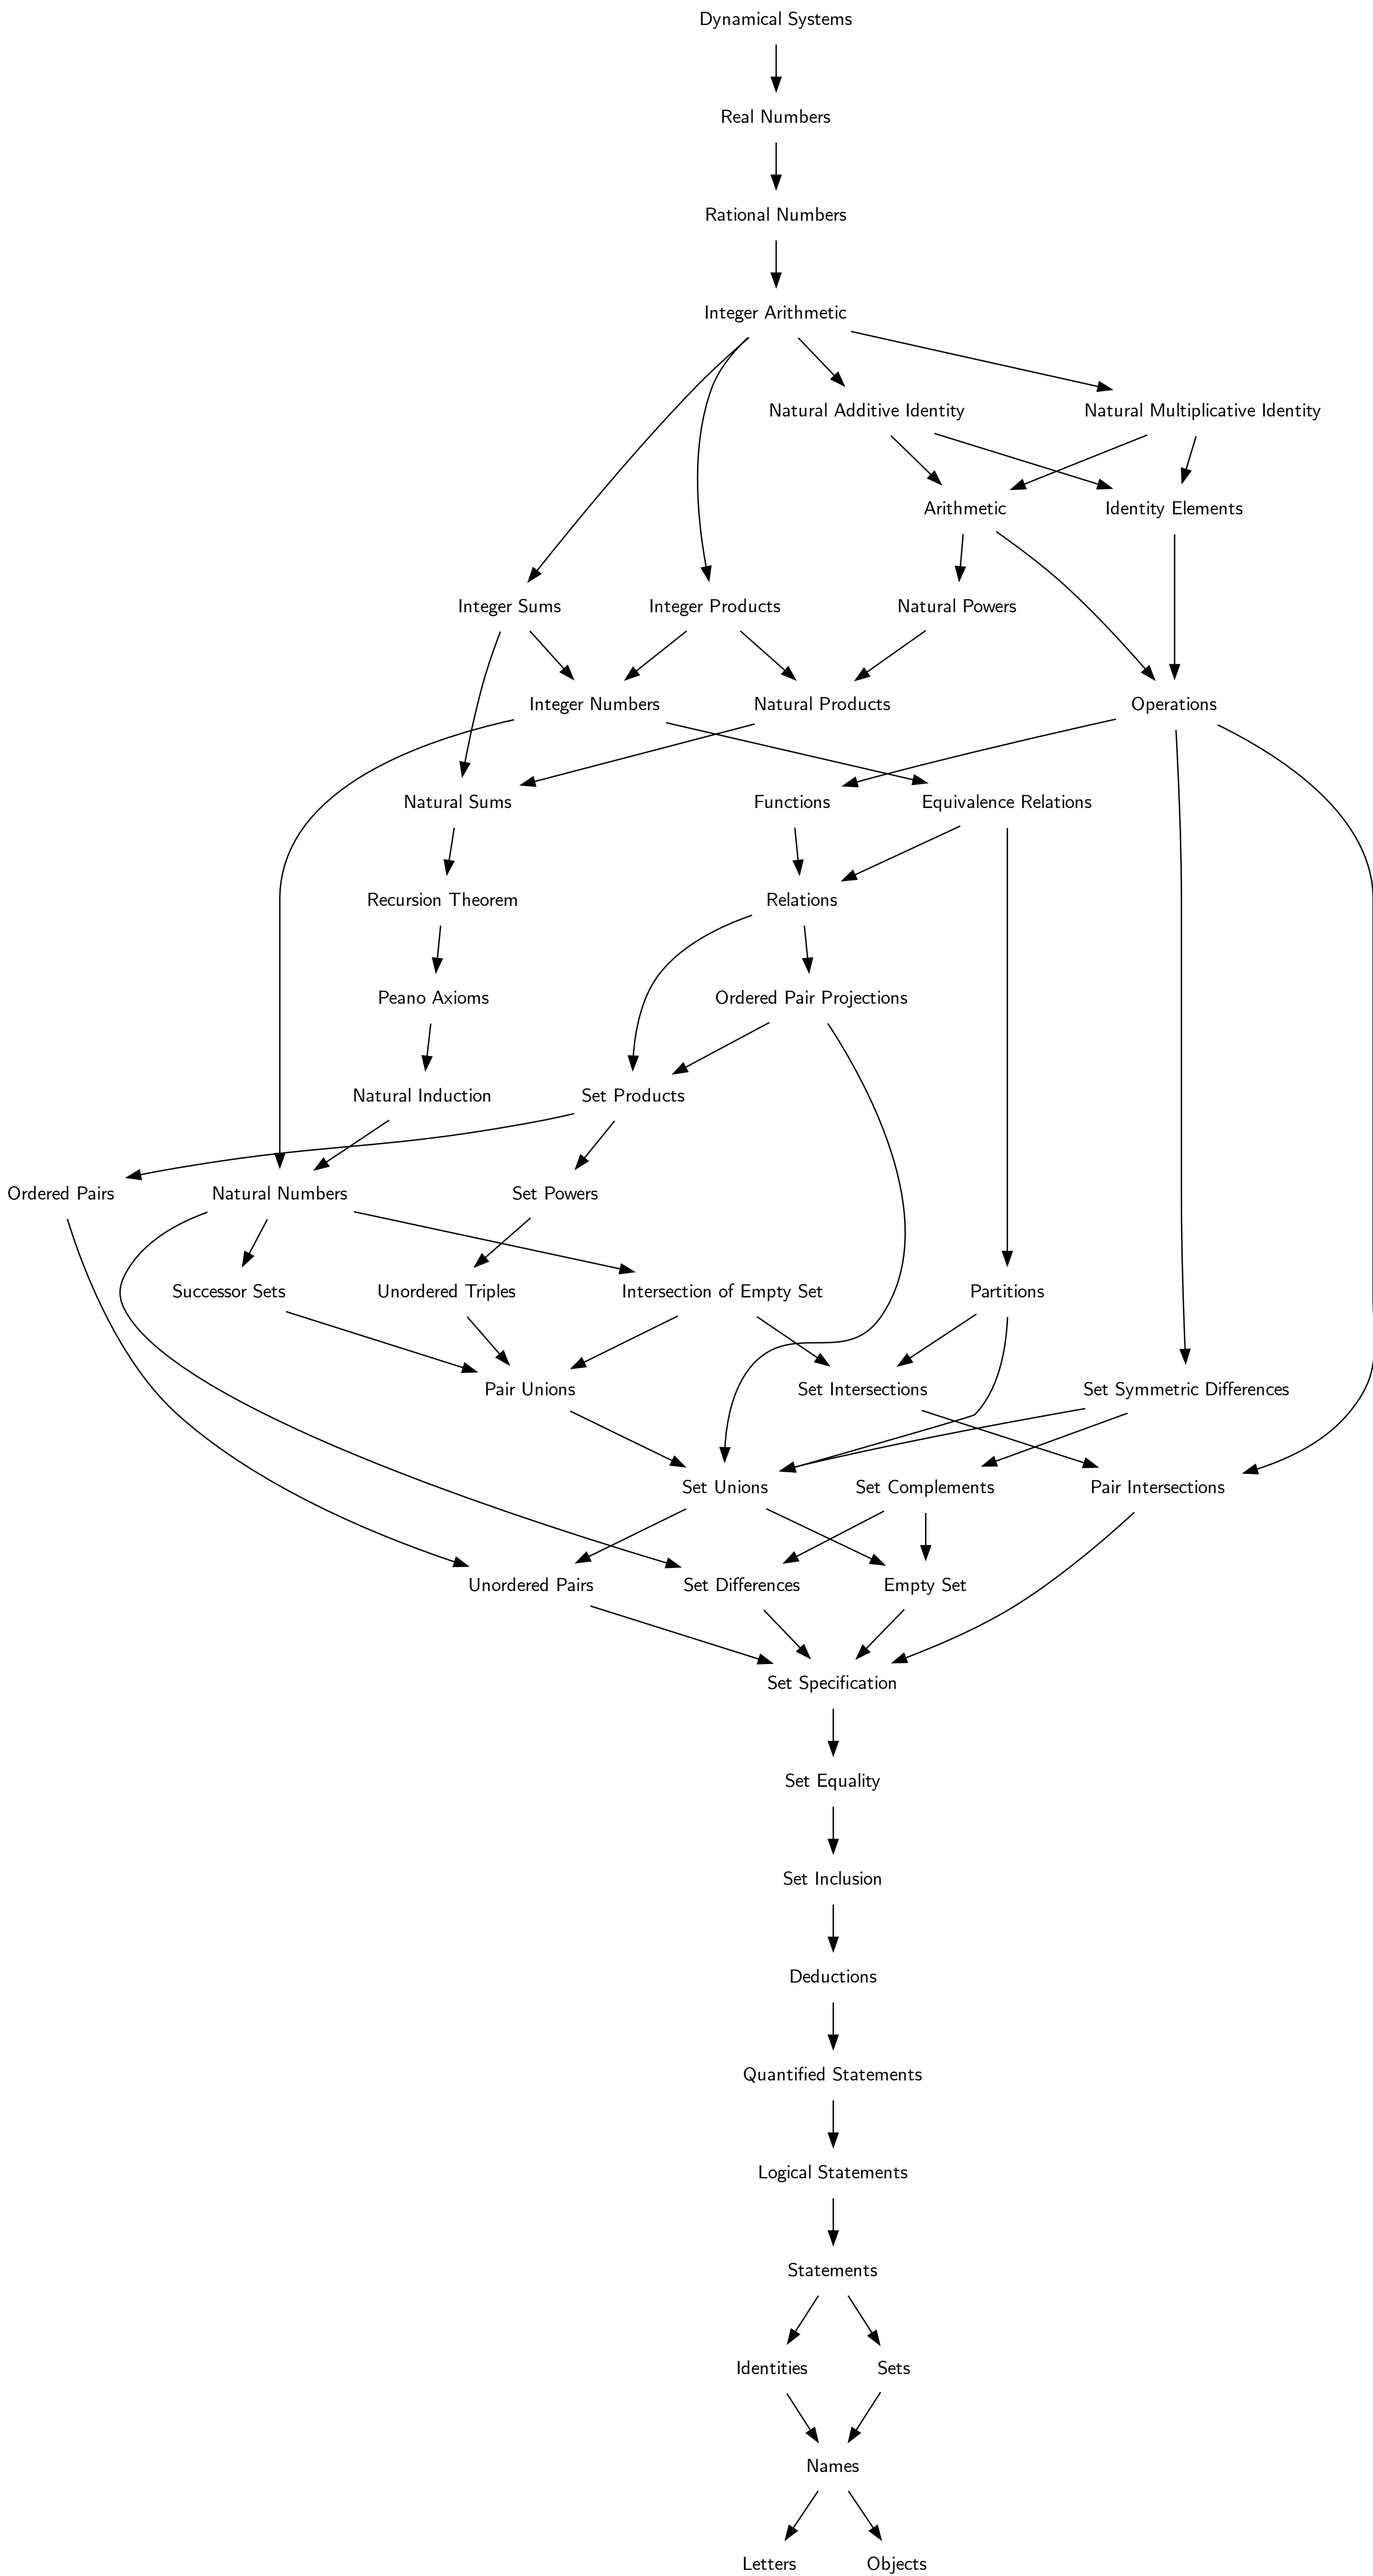 Dynamical Systems
Real Numbers
Rational Numbers
Integer Arithmetic
Natural Additive Identity
Natural Multiplicative Identity
Arithmetic
Identity Elements
Integer Sums
Integer Products
Natural Powers
Integer Numbers
Natural Products
Operations
Natural Sums
Functions
Equivalence Relations
Recursion Theorem
Relations
Peano Axioms
Ordered Pair Projections
Natural Induction
Set Products
Ordered Pairs
Natural Numbers
Set Powers
Successor Sets
Unordered Triples
Intersection of Empty Set
Partitions
Pair Unions
Set Intersections
Set Symmetric Differences
Set Unions
Set Complements
Pair Intersections
Unordered Pairs
Set Differences
Empty Set
Set Specification
Set Equality
Set Inclusion
Deductions
Quantified Statements
Logical Statements
Statements
Identities
Sets
Names
Letters
Objects